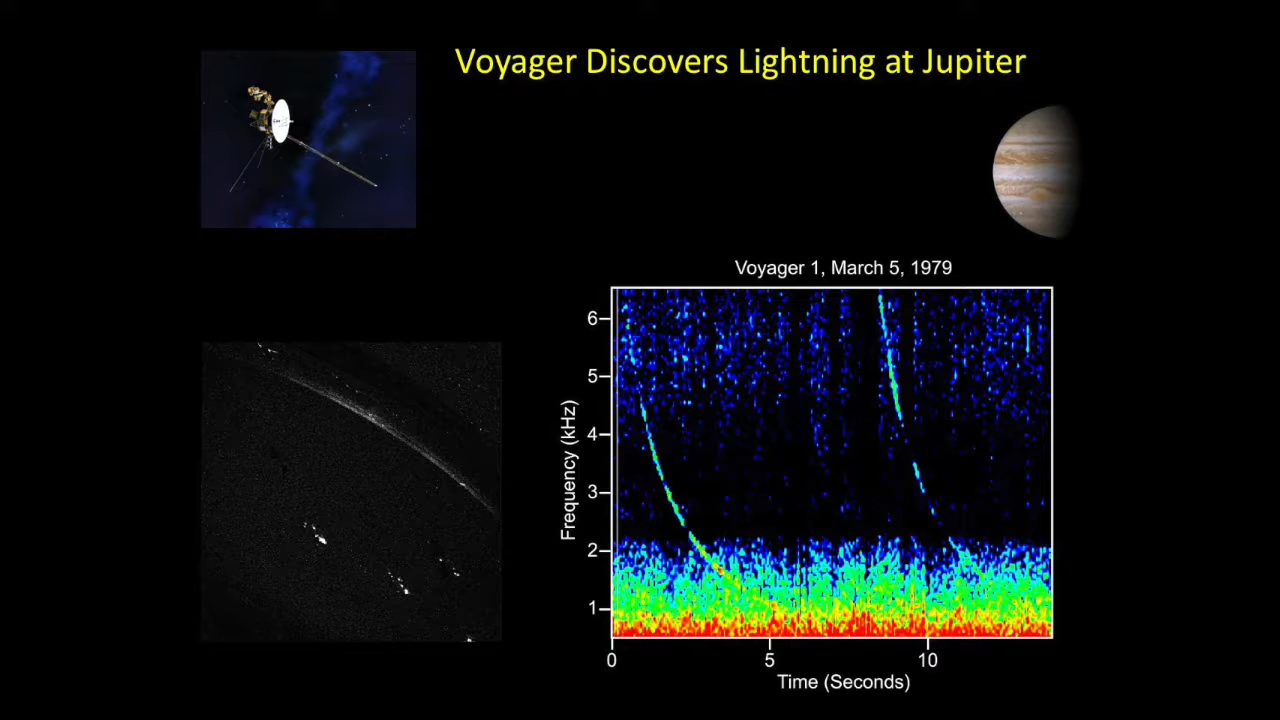 Voyager Discovers Lightning at Jupiter
Voyager 1, March 5, 1979
Frequency (kHz)
6
5
4
3
2
1
0 5 10
Time (Seconds)